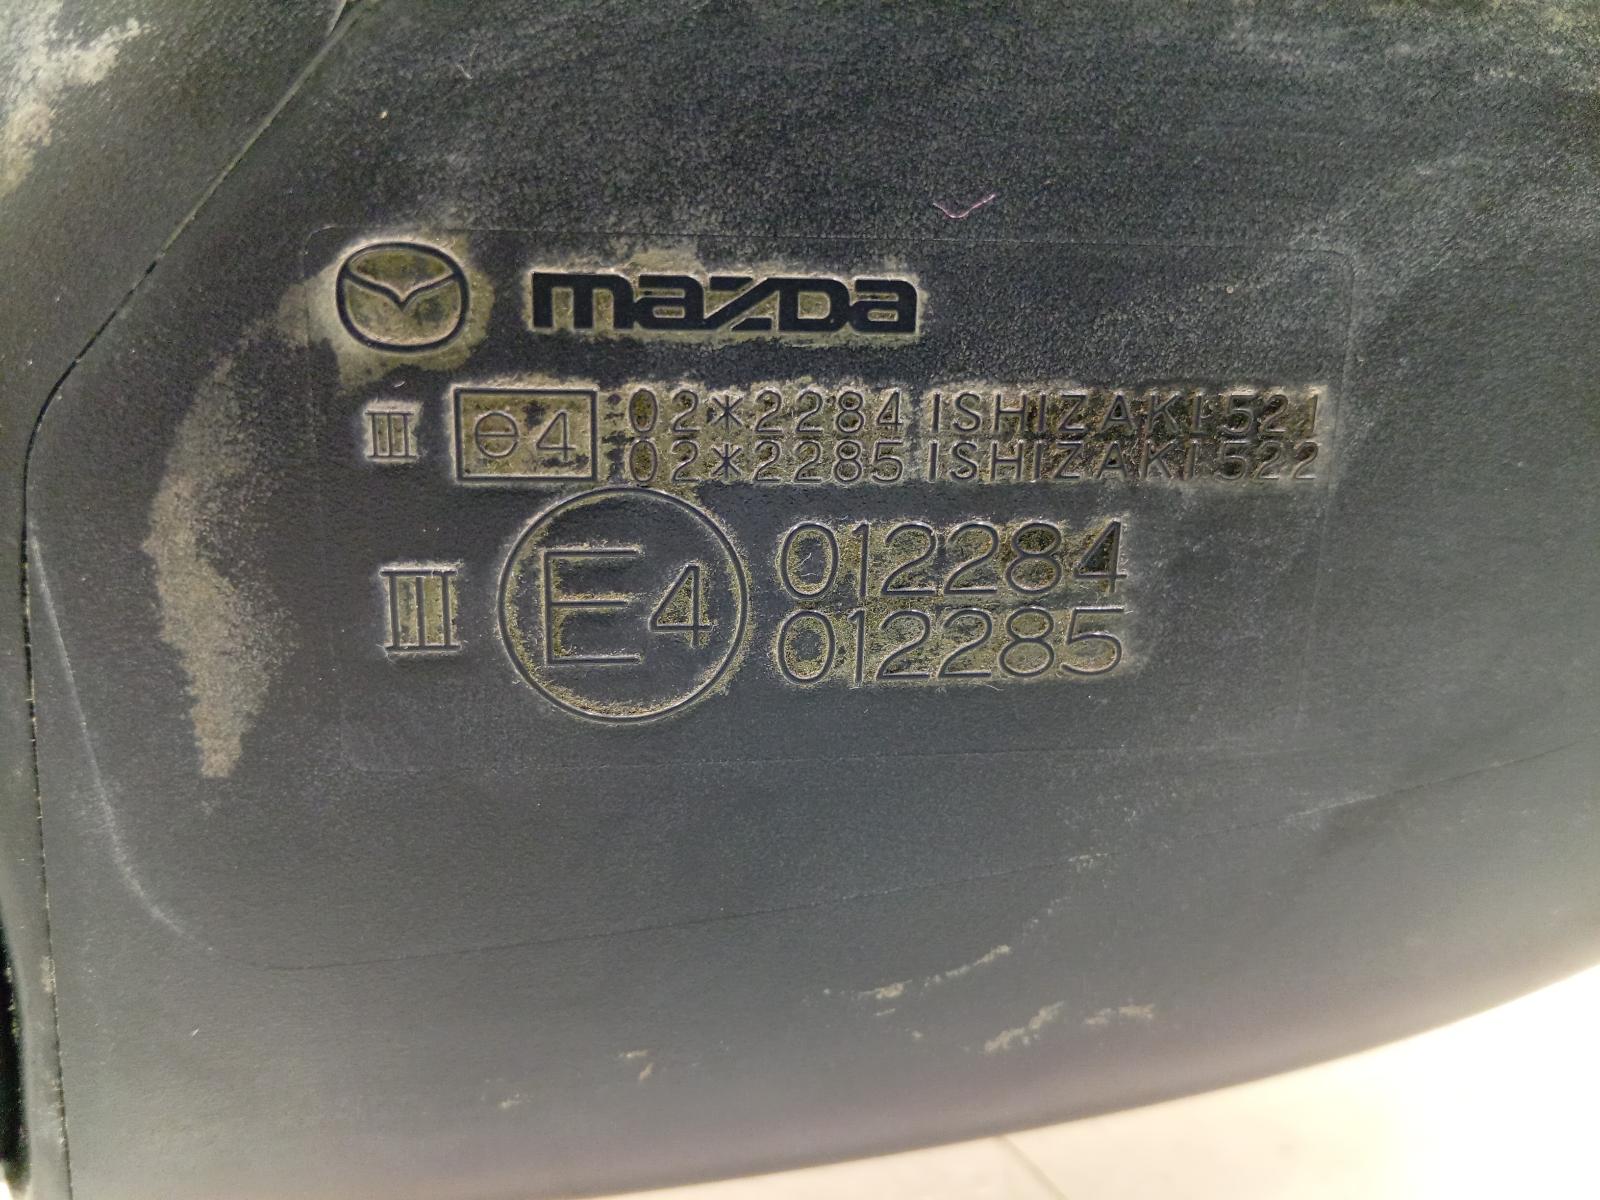 mazda
III e4 02*2284 ISHIZAKI 521
02*2285 ISHIZAKI 522
III E4 012284
012285